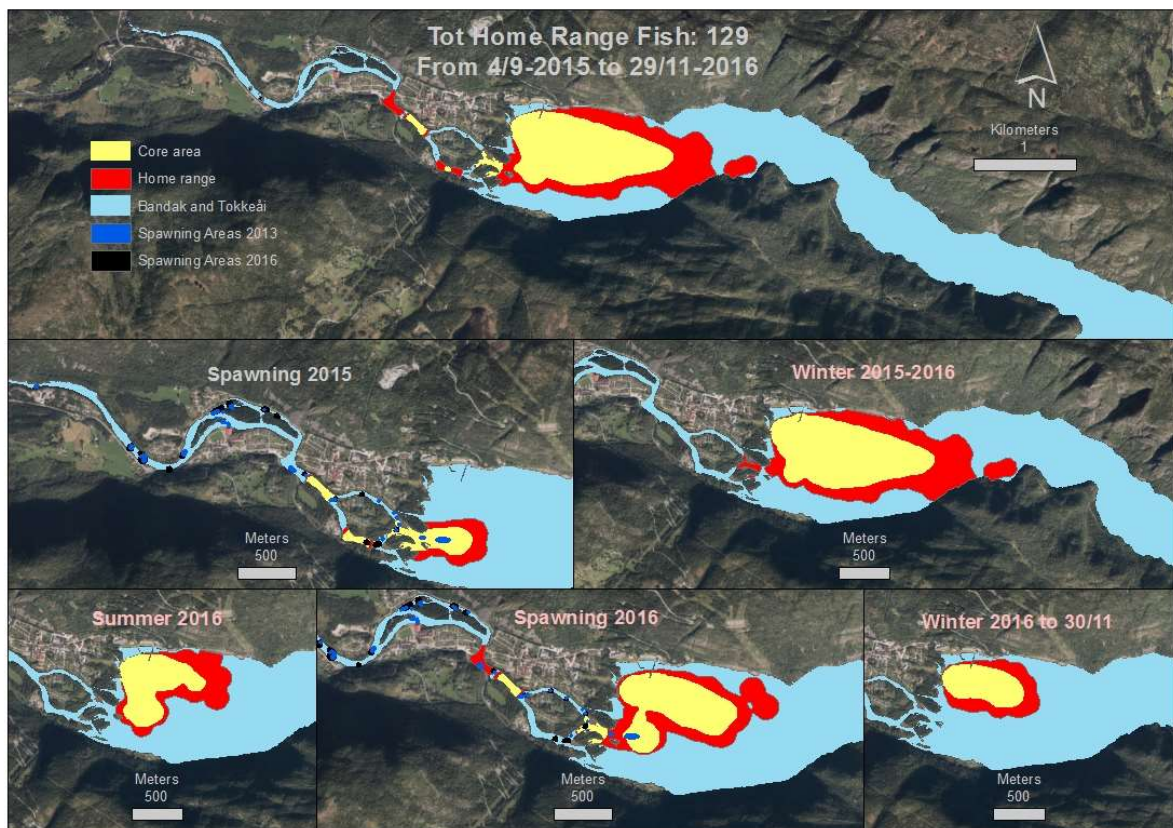 Tot Home Range Fish: 129
From 4/9-2015 to 29/11-2016
N
Kilometers
1
Core area
Home range
Bandak and Tokkeåi
Spawning Areas 2013
Spawning Areas 2016
Spawning 2015
Meters
500
Winter 2015-2016
Meters
500
Summer 2016
Meters
500
Spawning 2016
Meters
500
Winter 2016 to 30/11
Meters
500